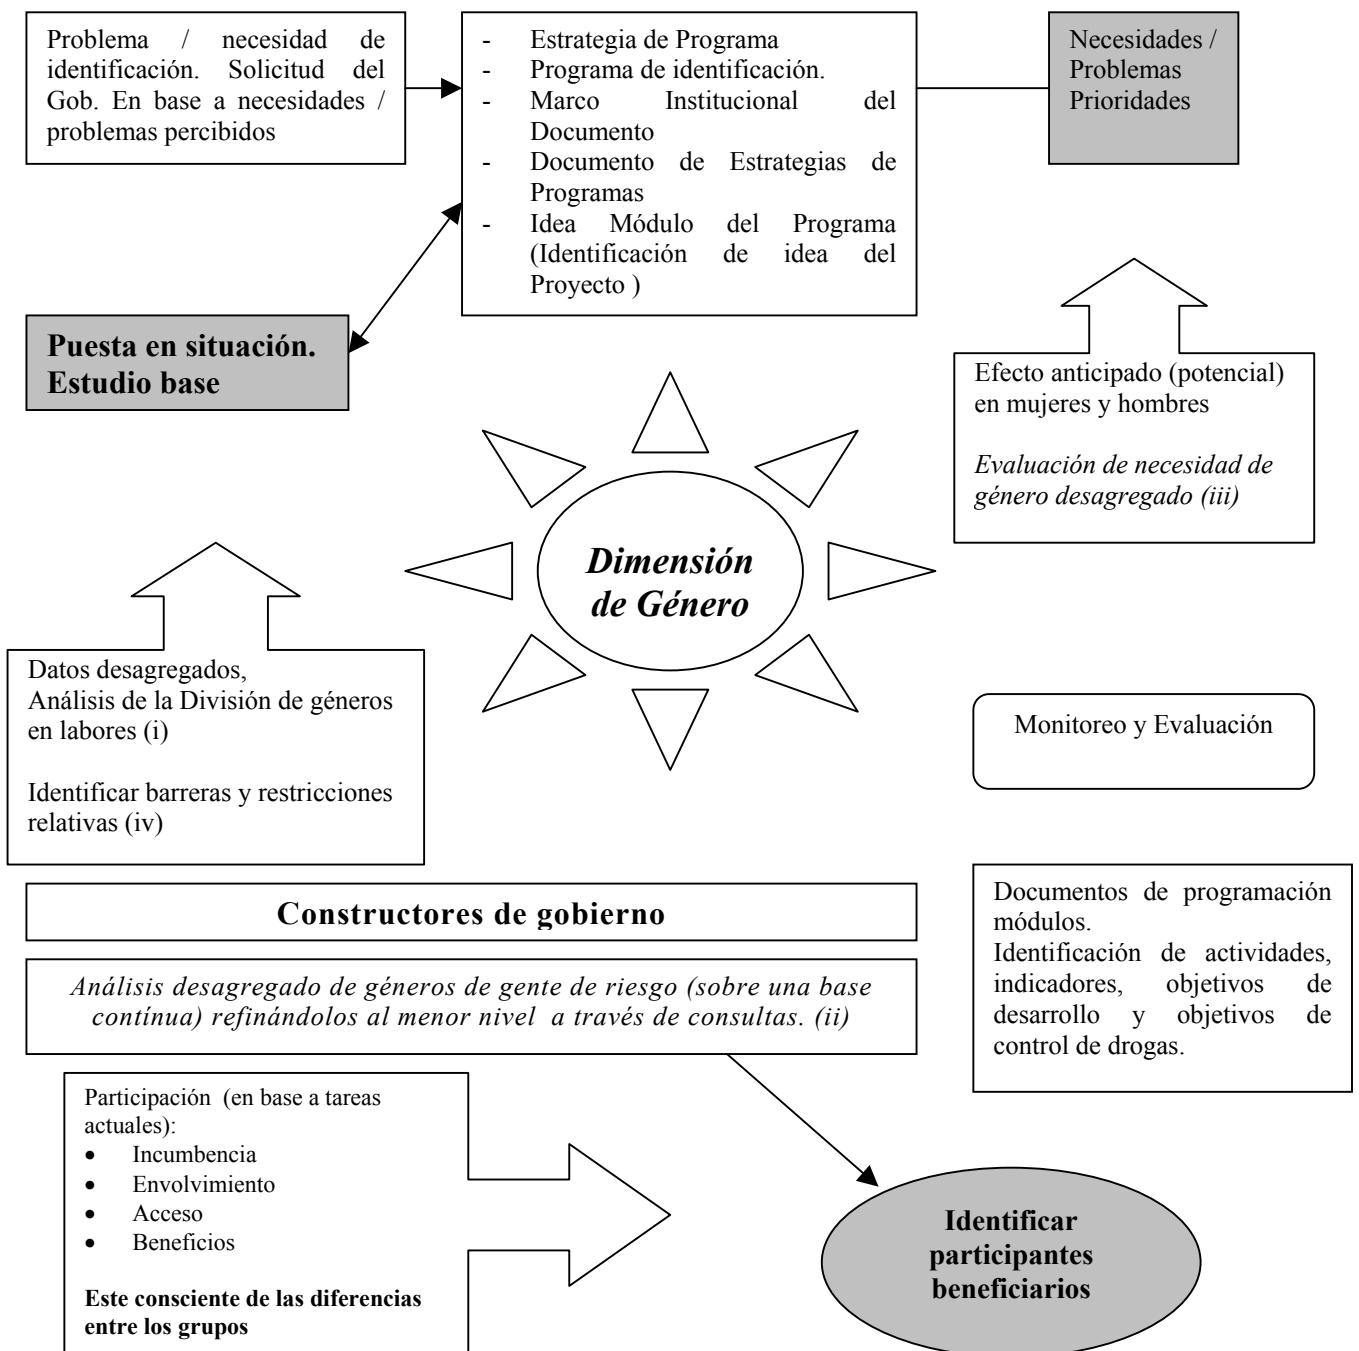 Problema / necesidad de
identificación. Solicitud del
Gob. En base a necesidades /
problemas percibidos
- Estrategia de Programa
- Programa de identificación.
- Marco Institucional del
Documento
- Documento de Estrategias de
Programas
- Idea Módulo del Programa
(Identificación de idea del
Proyecto )
Necesidades /
Problemas
Prioridades
Puesta en situación.
Estudio base
Efecto anticipado (potencial)
en mujeres y hombres
Evaluación de necesidad de
género desagregado (iii)
Dimensión
de Género
Datos desagregados,
Análisis de la División de géneros
en labores (i)
Identificar barreras y restricciones
relativas (iv)
Monitoreo y Evaluación
Constructores de gobierno
Análisis desagregado de géneros de gente de riesgo (sobre una base
contínua) refinándolos al menor nivel a través de consultas. (ii)
Documentos de programación
módulos.
Identificación de actividades,
indicadores, objetivos de
desarrollo y objetivos de
control de drogas.
Participación (en base a tareas
actuales):
• Incumbencia
• Envolvimiento
• Acceso
• Beneficios
Este consciente de las diferencias
entre los grupos
Identificar
participantes
beneficiarios